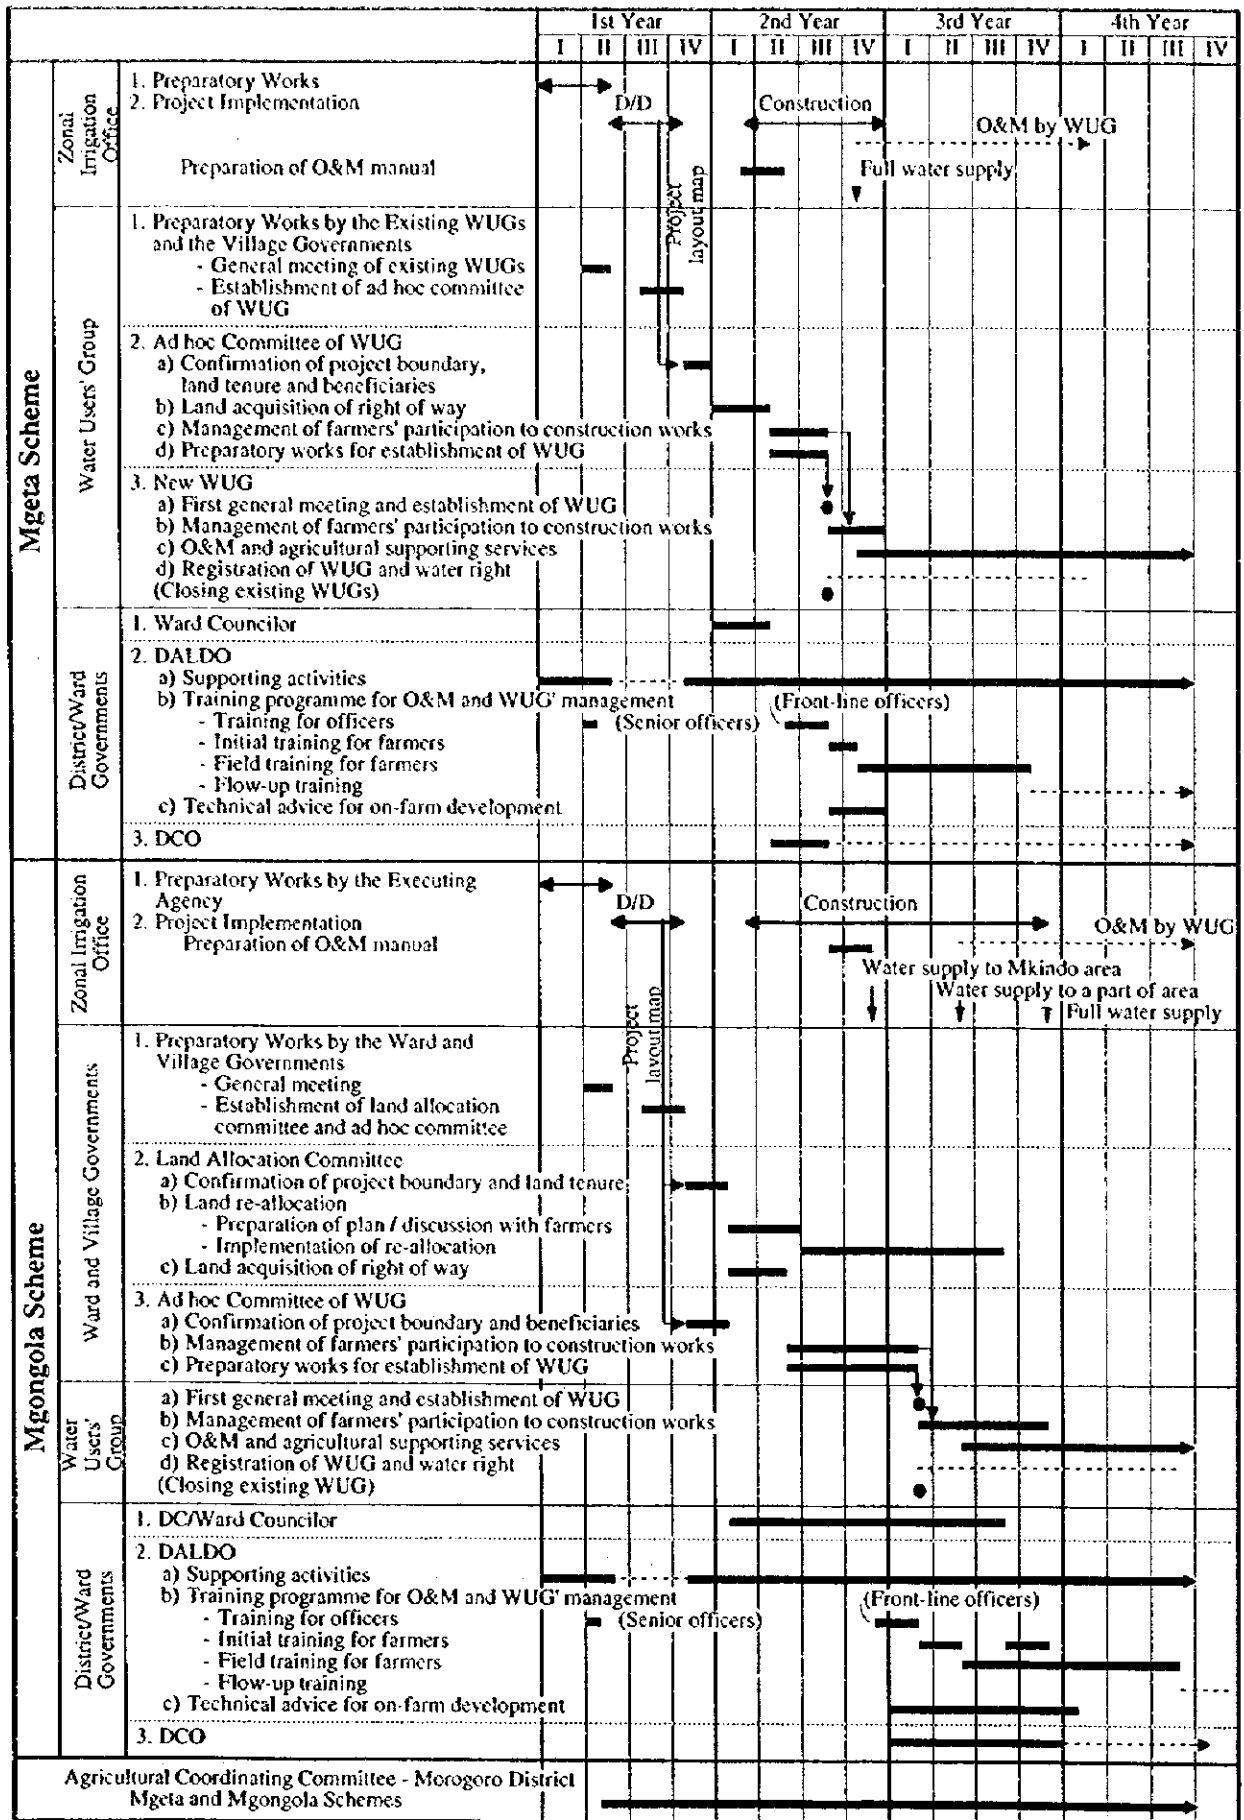 1st Year 2nd Year 3rd Year 4th Year
I II III IV I II III IV I II III IV I II III IV
Mgeta Scheme
Zonal Irrigation Office
1. Preparatory Works
2. Project Implementation
D/D
Construction
O&M by WUG
Preparation of O&M manual
Full water supply
Project layout map
Water Users' Group
1. Preparatory Works by the Existing WUGs
and the Village Governments
- General meeting of existing WUGs
- Establishment of ad hoc committee
of WUG
2. Ad hoc Committee of WUG
a) Confirmation of project boundary,
land tenure and beneficiaries
b) Land acquisition of right of way
c) Management of farmers' participation to construction works
d) Preparatory works for establishment of WUG
3. New WUG
a) First general meeting and establishment of WUG
b) Management of farmers' participation to construction works
c) O&M and agricultural supporting services
d) Registration of WUG and water right
(Closing existing WUGs)
District/Ward Governments
1. Ward Councilor
2. DALDO
a) Supporting activities
b) Training programme for O&M and WUG' management
(Front-line officers)
- Training for officers
(Senior officers)
- Initial training for farmers
- Field training for farmers
- Flow-up training
c) Technical advice for on-farm development
3. DCO
Mgongola Scheme
Zonal Irrigation Office
1. Preparatory Works by the Executing
Agency
D/D
Construction
2. Project Implementation
O&M by WUG
Preparation of O&M manual
Water supply to Mkindo area
Water supply to a part of area
Full water supply
Project layout map
Ward and Village Governments
1. Preparatory Works by the Ward and
Village Governments
- General meeting
- Establishment of land allocation
committee and ad hoc committee
2. Land Allocation Committee
a) Confirmation of project boundary and land tenure
b) Land re-allocation
- Preparation of plan / discussion with farmers
- Implementation of re-allocation
c) Land acquisition of right of way
3. Ad hoc Committee of WUG
a) Confirmation of project boundary and beneficiaries
b) Management of farmers' participation to construction works
c) Preparatory works for establishment of WUG
Water Users' Group
a) First general meeting and establishment of WUG
b) Management of farmers' participation to construction works
c) O&M and agricultural supporting services
d) Registration of WUG and water right
(Closing existing WUG)
District/Ward Governments
1. DC/Ward Councilor
2. DALDO
a) Supporting activities
b) Training programme for O&M and WUG' management
(Front-line officers)
- Training for officers
(Senior officers)
- Initial training for farmers
- Field training for farmers
- Flow-up training
c) Technical advice for on-farm development
3. DCO
Agricultural Coordinating Committee - Morogoro District
Mgeta and Mgongola Schemes